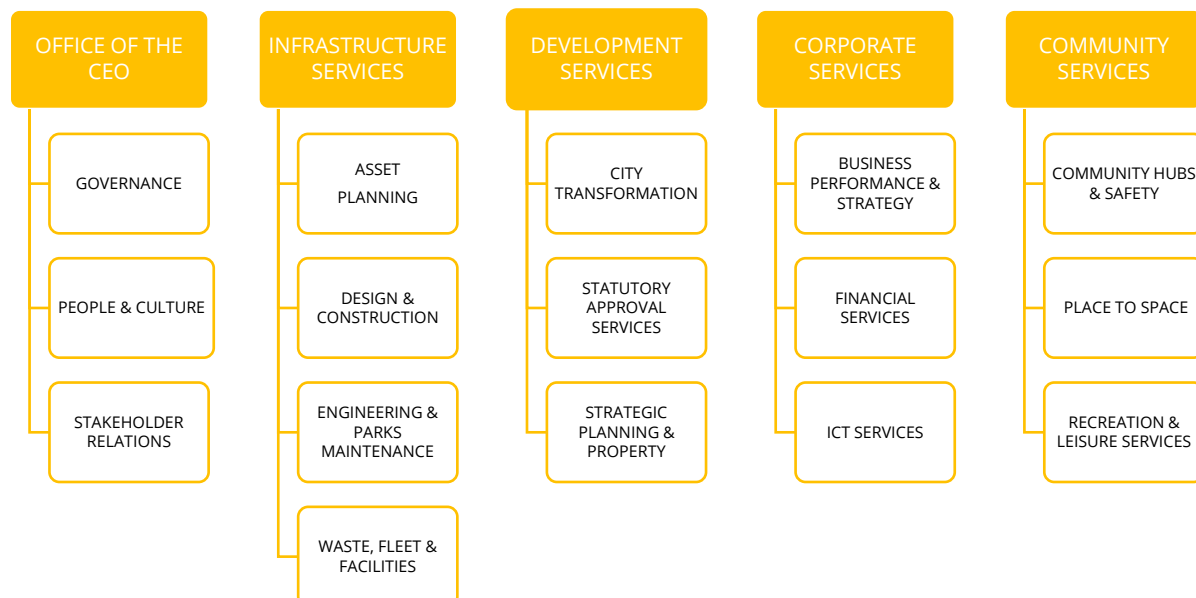 OFFICE OF THE
CEO
GOVERNANCE
PEOPLE & CULTURE
STAKEHOLDER
RELATIONS
INFRASTRUCTURE
SERVICES
ASSET
PLANNING
DESIGN &
CONSTRUCTION
ENGINEERING &
PARKS
MAINTENANCE
WASTE, FLEET &
FACILITIES
DEVELOPMENT
SERVICES
CITY
TRANSFORMATION
STATUTORY
APPROVAL
SERVICES
STRATEGIC
PLANNING &
PROPERTY
CORPORATE
SERVICES
BUSINESS
PERFORMANCE &
STRATEGY
FINANCIAL
SERVICES
ICT SERVICES
COMMUNITY
SERVICES
COMMUNITY HUBS
& SAFETY
PLACE TO SPACE
RECREATION &
LEISURE SERVICES